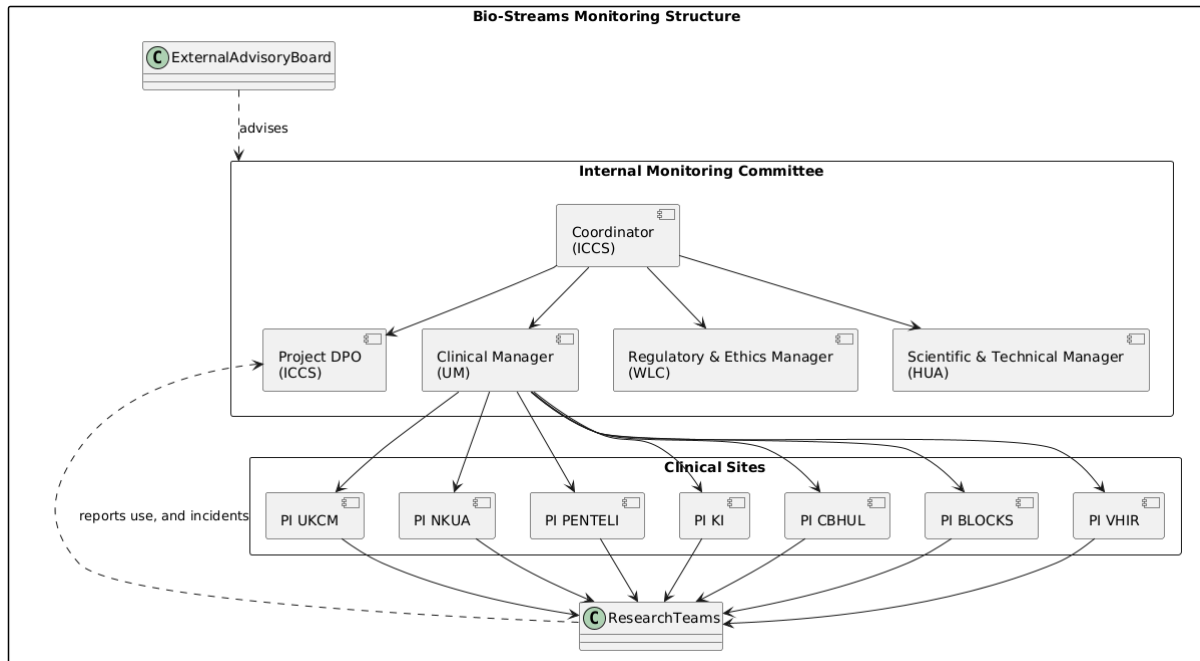 Bio-Streams Monitoring Structure
C ExternalAdvisoryBoard
advises
Internal Monitoring Committee
Coordinator
(ICCS)
Project DPO
(ICCS)
Clinical Manager
(UM)
Regulatory & Ethics Manager
(WLC)
Scientific & Technical Manager
(HUA)
Clinical Sites
PI UKCM
PI NKUA
PI PENTELI
PI KI
PI CBHUL
PI BLOCKS
PI VHIR
reports use, and incidents
C ResearchTeams